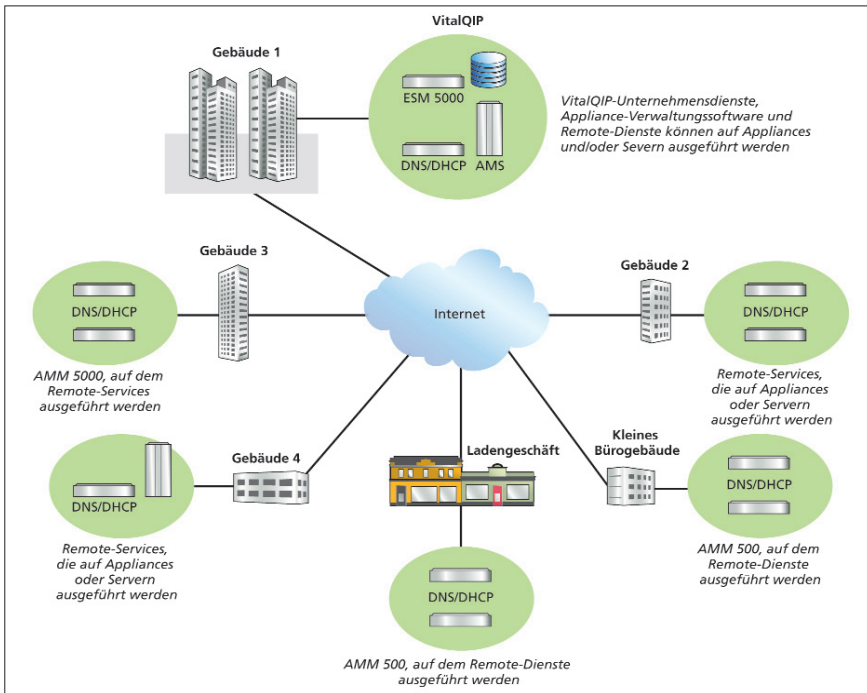 VitalQIP
Gebäude 1
ESM 5000
DNS/DHCP
AMS
VitalQIP-Unternehmensdienste,
Appliance-Verwaltungssoftware und
Remote-Dienste können auf Appliances
und/oder Severn ausgeführt werden
Gebäude 3
DNS/DHCP
AMM 5000, auf dem
Remote-Services
ausgeführt werden
Internet
Gebäude 2
DNS/DHCP
Remote-Services,
die auf Appliances
oder Servern
ausgeführt werden
Gebäude 4
DNS/DHCP
Remote-Services,
die auf Appliances
oder Servern
ausgeführt werden
Ladengeschäft
DNS/DHCP
AMM 500, auf dem Remote-Dienste
ausgeführt werden
Kleines
Bürogebäude
DNS/DHCP
AMM 500, auf dem
Remote-Dienste
ausgeführt werden